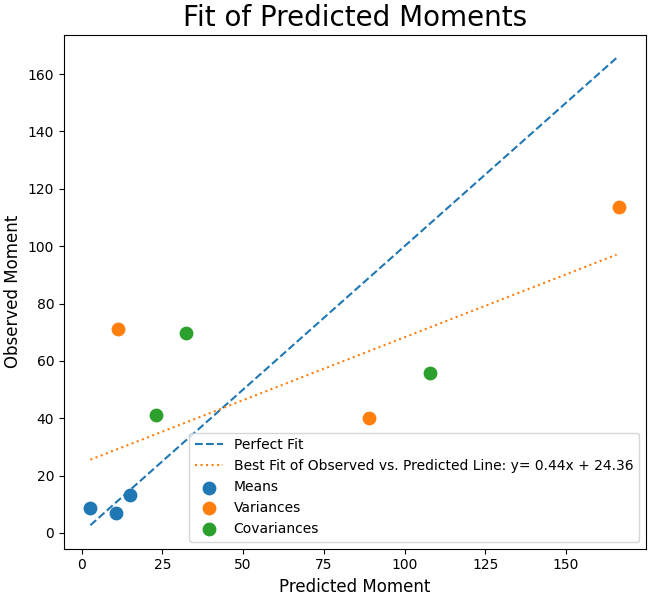 Fit of Predicted Moments
Observed Moment
160
140
120
100
80
60
40
20
0
Perfect Fit
Best Fit of Observed vs. Predicted Line: y= 0.44x + 24.36
Means
Variances
Covariances
0 25 50 75 100 125 150
Predicted Moment